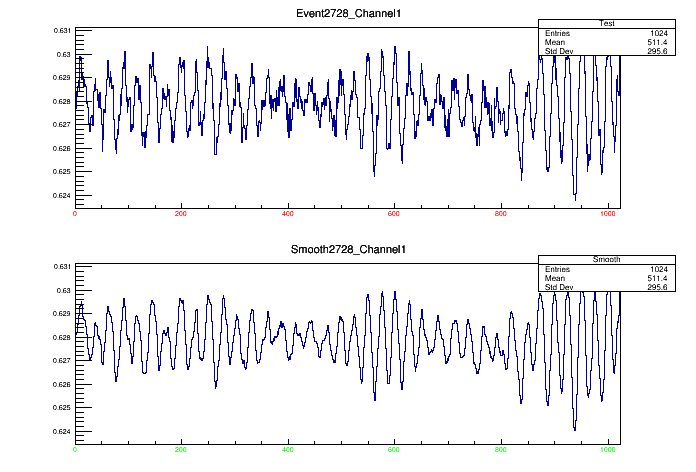 Event2728_Channel1
Test
Entries 1024
Mean 511.4
Std Dev 295.6
0.631
0.63
0.629
0.628
0.627
0.626
0.625
0.624
0 200 400 600 800 1000
Smooth2728_Channel1
Smooth
Entries 1024
Mean 511.4
Std Dev 295.6
0.631
0.63
0.629
0.628
0.627
0.626
0.625
0.624
0 200 400 600 800 1000